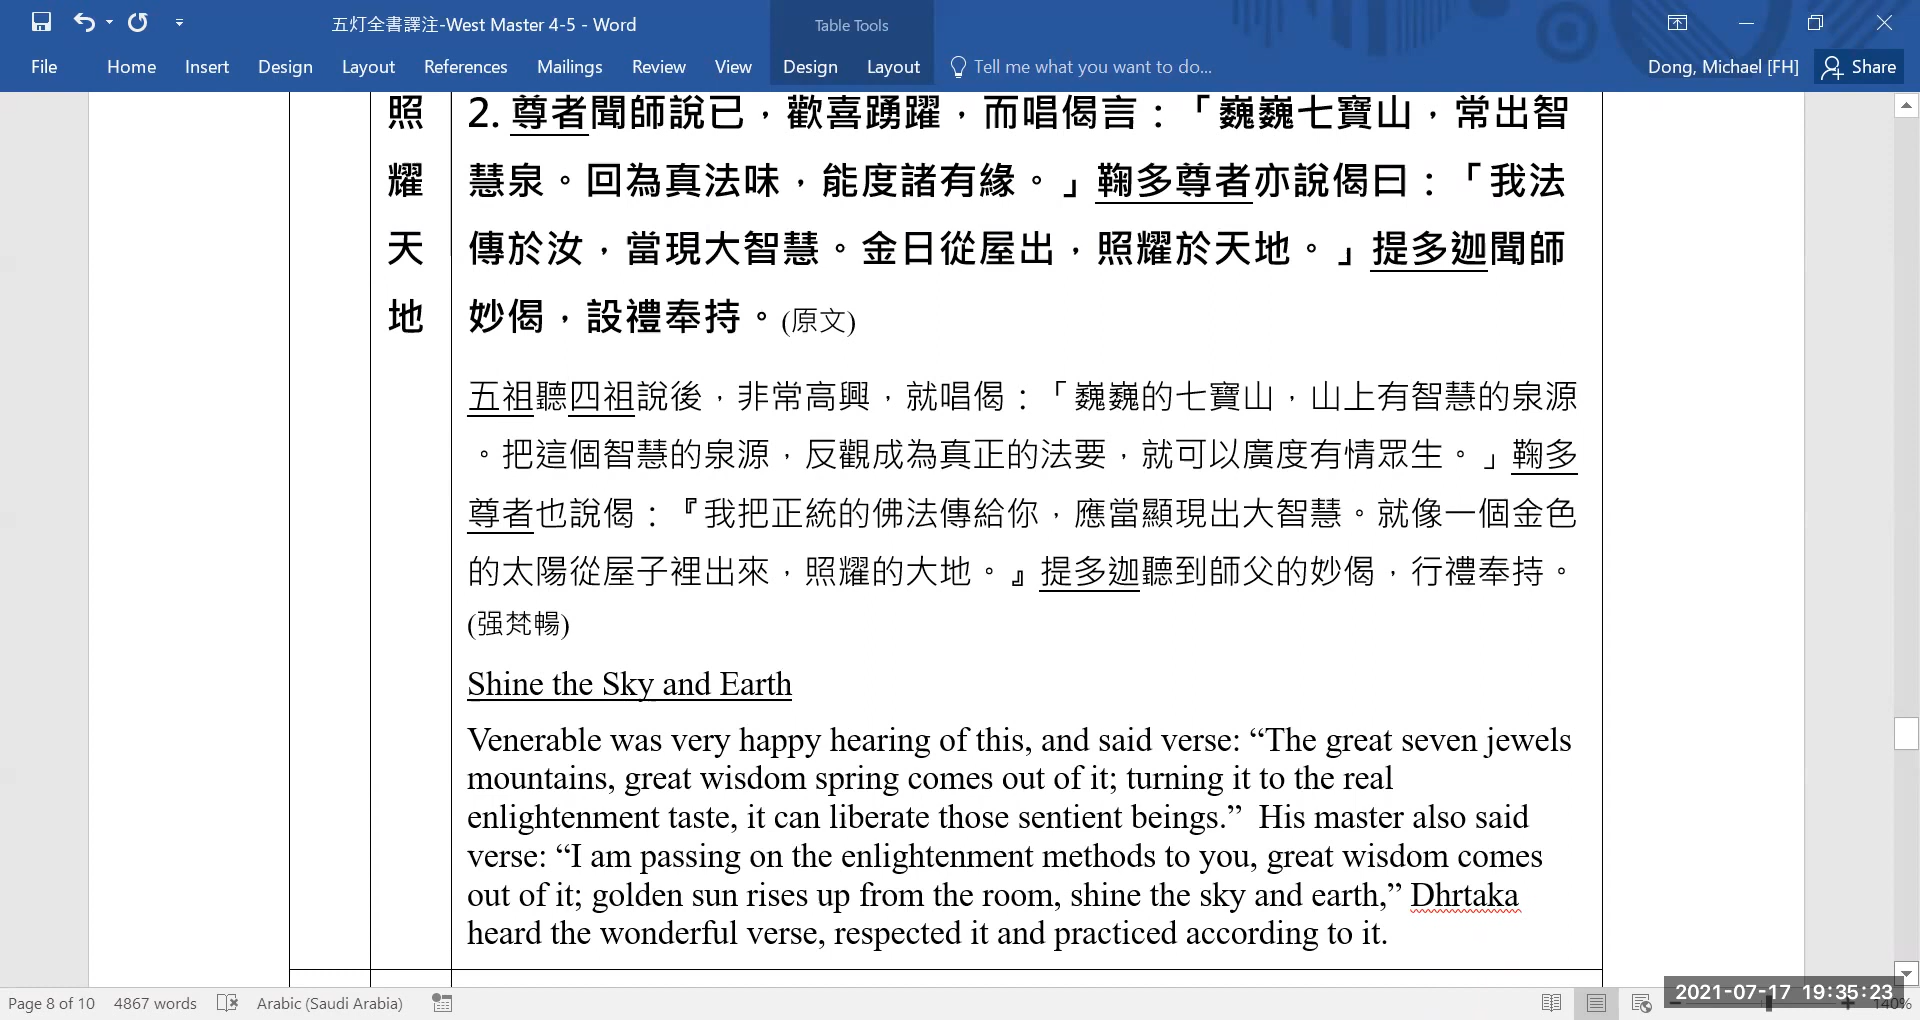 五灯全書譯注-West Master 4-5 - Word
Table Tools
File Home Insert Design Layout References Mailings Review View Design Layout Tell me what you want to do... Dong, Michael [FH] Share
照
耀
天
地
2. 尊者聞師說已，歡喜踴躍，而唱偈言：「巍巍七寶山，常出智
慧泉。回為真法味，能度諸有緣。」鞠多尊者亦說偈曰：「我法
傳於汝，當現大智慧。金日從屋出，照耀於天地。」提多迦聞師
妙偈，設禮奉持。(原文)
五祖聽四祖說後，非常高興，就唱偈：「巍巍的七寶山，山上有智慧的泉源
。把這個智慧的泉源，反觀成為真正的法要，就可以廣度有情眾生。」鞠多
尊者也說偈：『我把正統的佛法傳給你，應當顯現出大智慧。就像一個金色
的太陽從屋子裡出來，照耀的大地。』提多迦聽到師父的妙偈，行禮奉持。
(强梵暢)
Shine the Sky and Earth
Venerable was very happy hearing of this, and said verse: “The great seven jewels
mountains, great wisdom spring comes out of it; turning it to the real
enlightenment taste, it can liberate those sentient beings.”  His master also said
verse: “I am passing on the enlightenment methods to you, great wisdom comes
out of it; golden sun rises up from the room, shine the sky and earth,” Dhrtaka
heard the wonderful verse, respected it and practiced according to it.
Page 8 of 10 4867 words Arabic (Saudi Arabia) 140%
2021-07-17 19:35:23